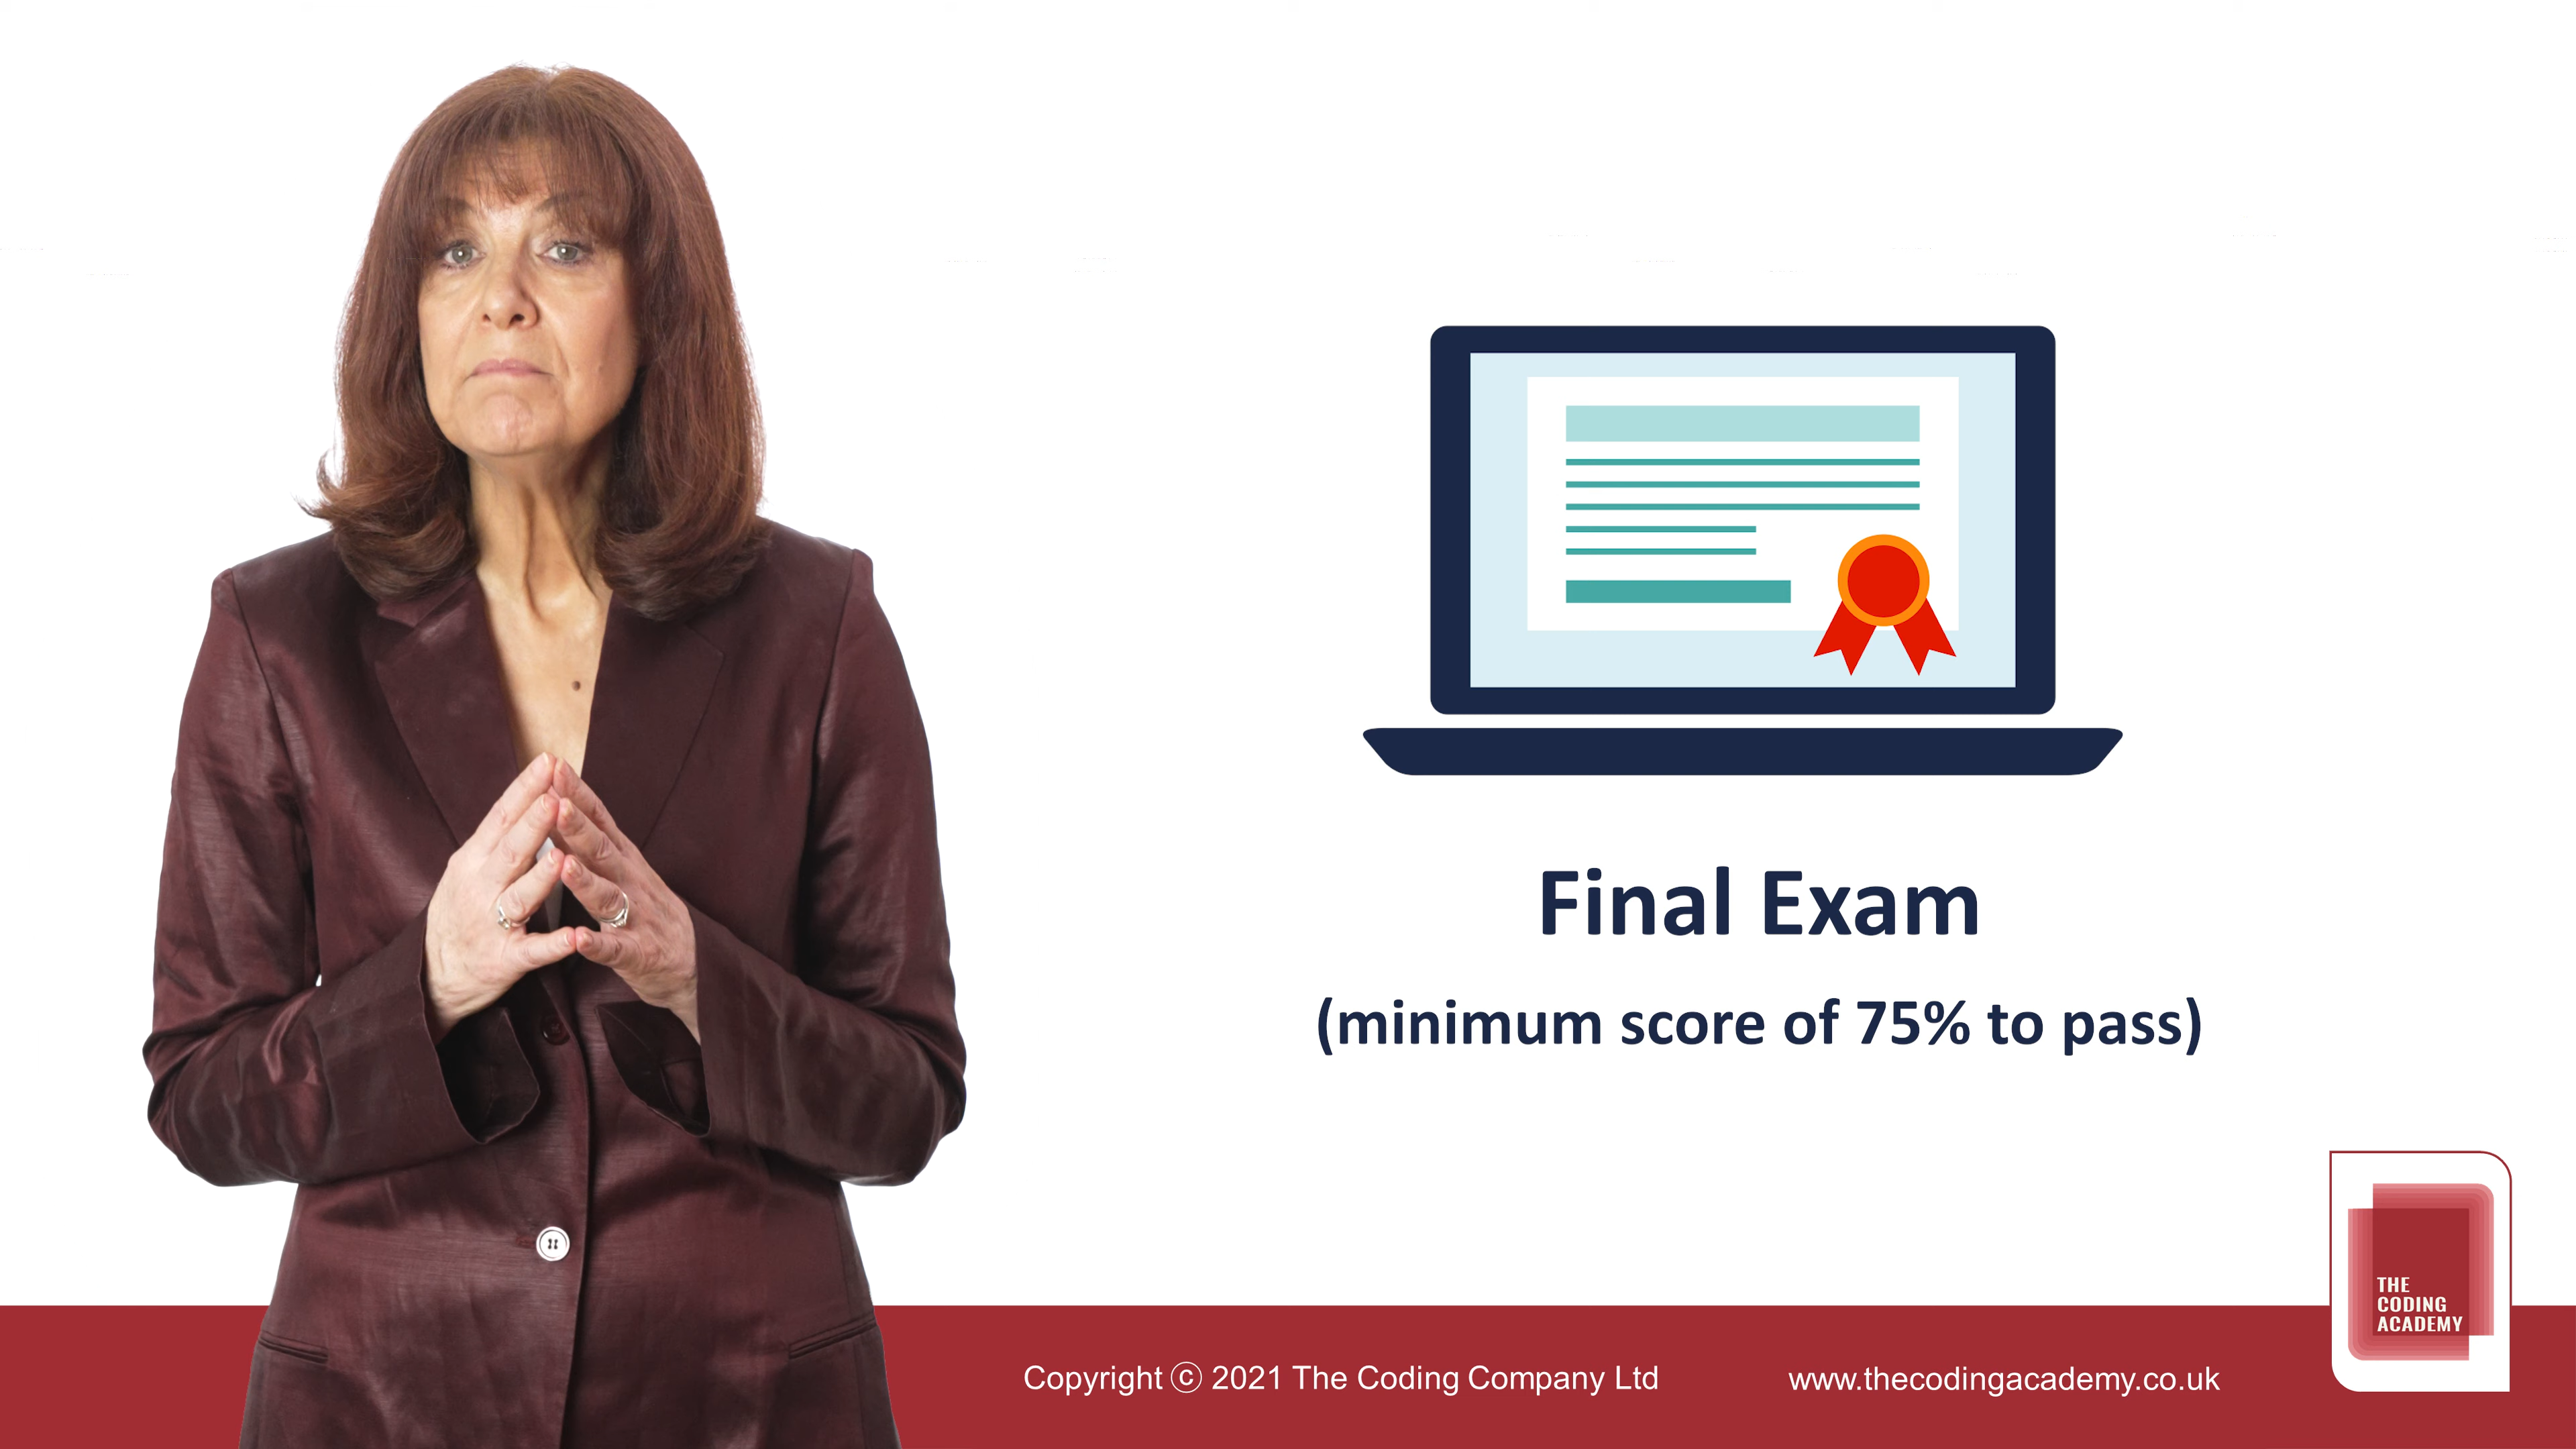 Final Exam
(minimum score of 75% to pass)
THE
CODING
ACADEMY
Copyright ⓒ 2021 The Coding Company Ltd
www.thecodingacademy.co.uk